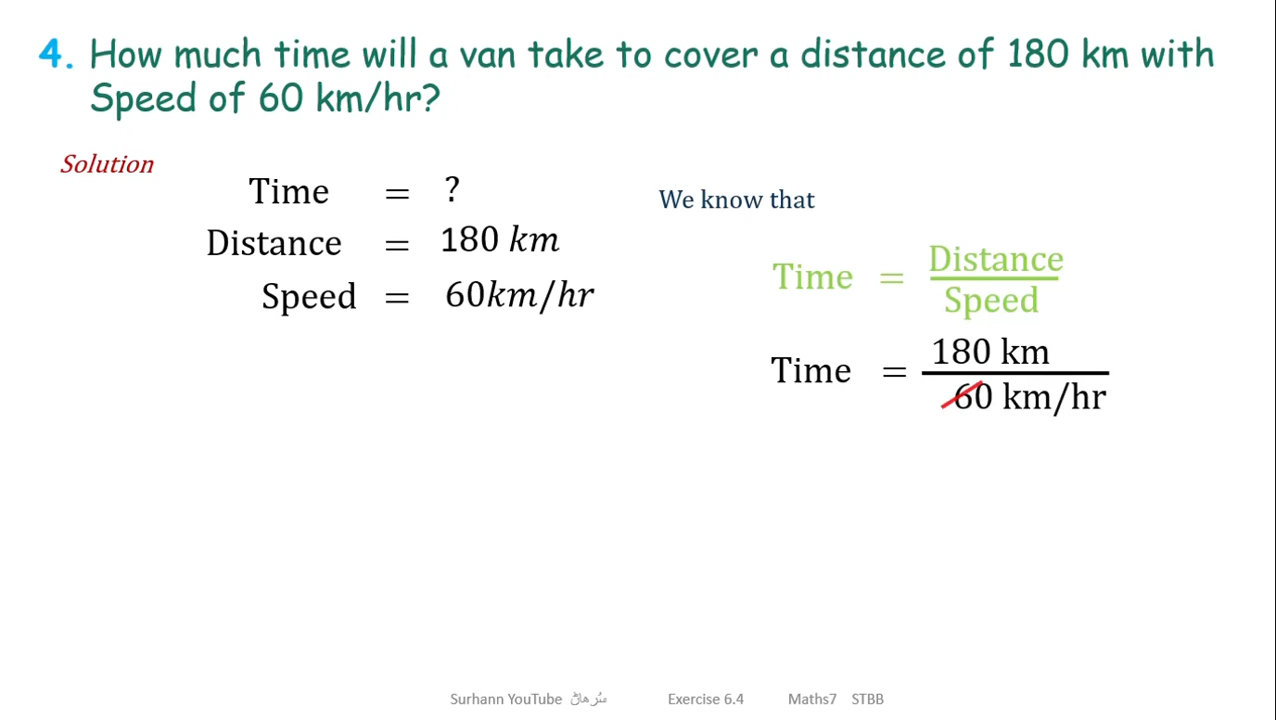 4. How much time will a van take to cover a distance of 180 km with
Speed of 60 km/hr?
Solution
Time = ?
Distance = 180 km
Speed = 60km/hr
We know that
Time = Distance / Speed
Time = 180 km / 60 km/hr
Surhann YouTube سُرهاڻ Exercise 6.4 Maths7 STBB